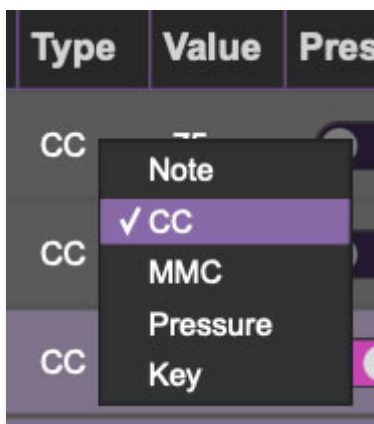 Type Value Pres
CC
Note
✓ CC
CC
MMC
Pressure
CC
Key